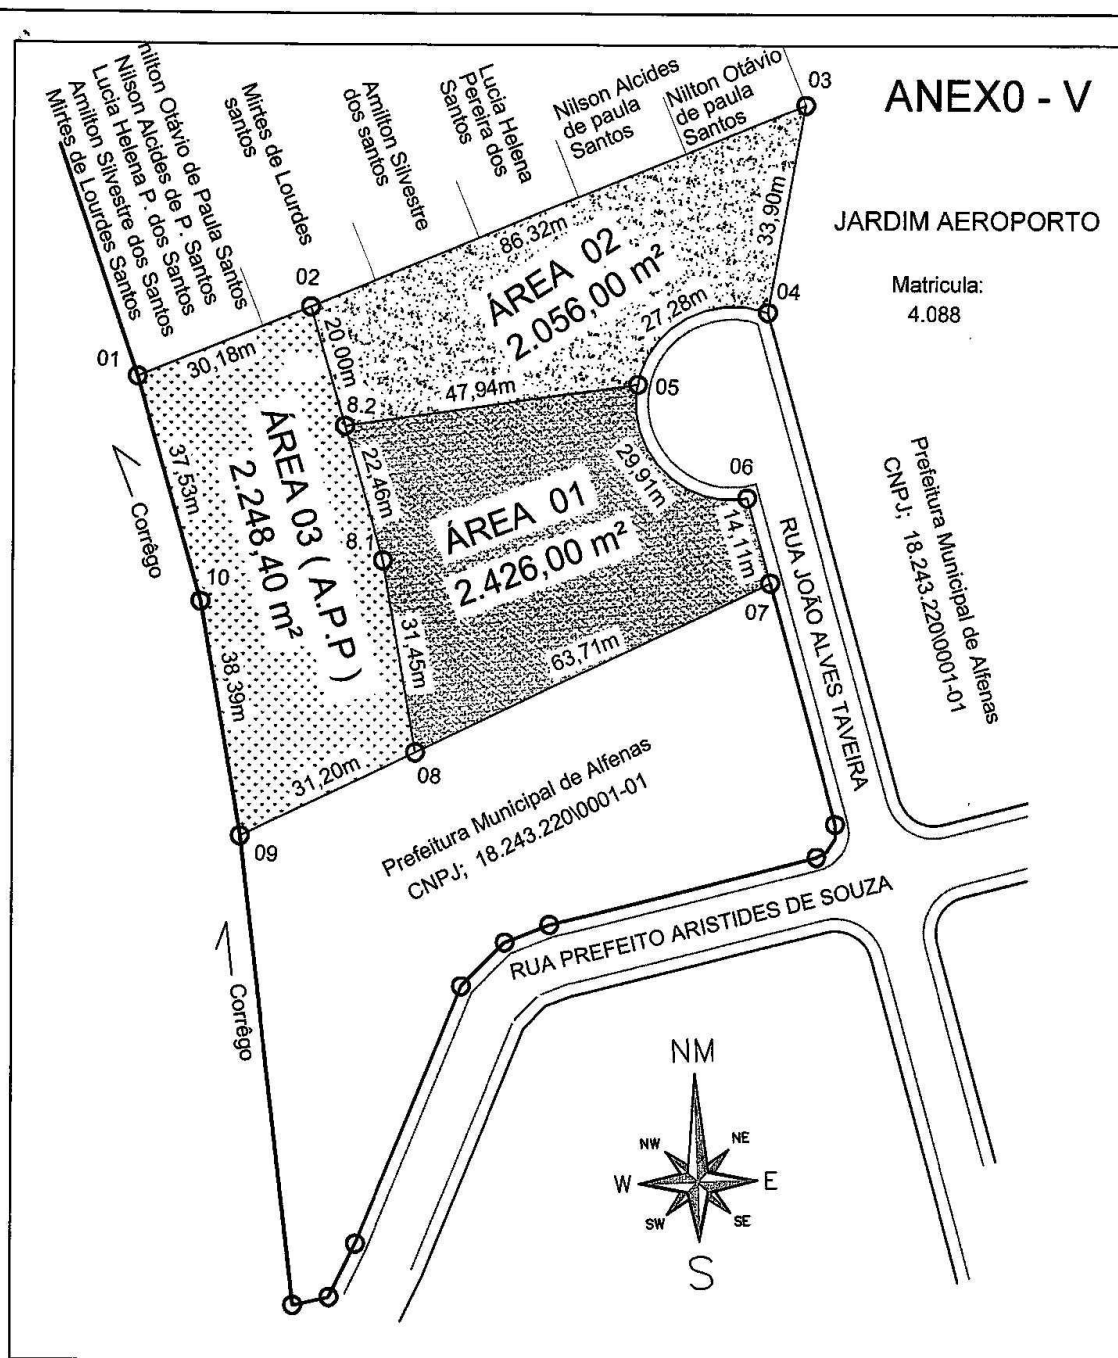 ANEX0 - V
JARDIM AEROPORTO
Matricula:
4.088
Nilson Alcides de P. Santos
Lucia Helena P. dos Santos
Amilton Silvestre dos Santos
Mirtes de Lourdes Santos
Mirtes de Lourdes
santos
Amilton Silvestre
dos santos
Lucia Helena
Pereira dos
Santos
Nilson Alcides
de paula
Santos
Nilton Otávio
de paula
Santos
03
86.32m
33,90m
ÁREA 02
2.056,00 m²
02
20.00m
27,28m
04
01
30,18m
8.2
47,94m
05
37,53m
ÁREA 03 ( A.P.P )
2.248,40 m²
22,46m
ÁREA 01
2.426,00 m²
29,91m
06
14,11m
8.1
Corrêgo
10
07
38,39m
31,45m
63,71m
31,20m
08
09
RUA JOÃO ALVES TAVEIRA
Prefeitura Municipal de Alfenas
CNPJ; 18.243.220\0001-01
Prefeitura Municipal de Alfenas
CNPJ; 18.243.220\0001-01
RUA PREFEITO ARISTIDES DE SOUZA
Corrêgo
NM
NW
NE
W
E
SW
SE
S